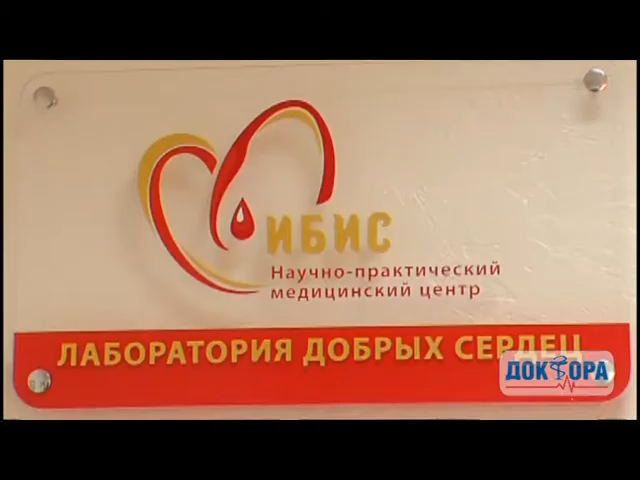 ИБИС
Научно-практический
медицинский центр
ЛАБОРАТОРИЯ ДОБРЫХ СЕРДЕЦ
ДОКТОРА